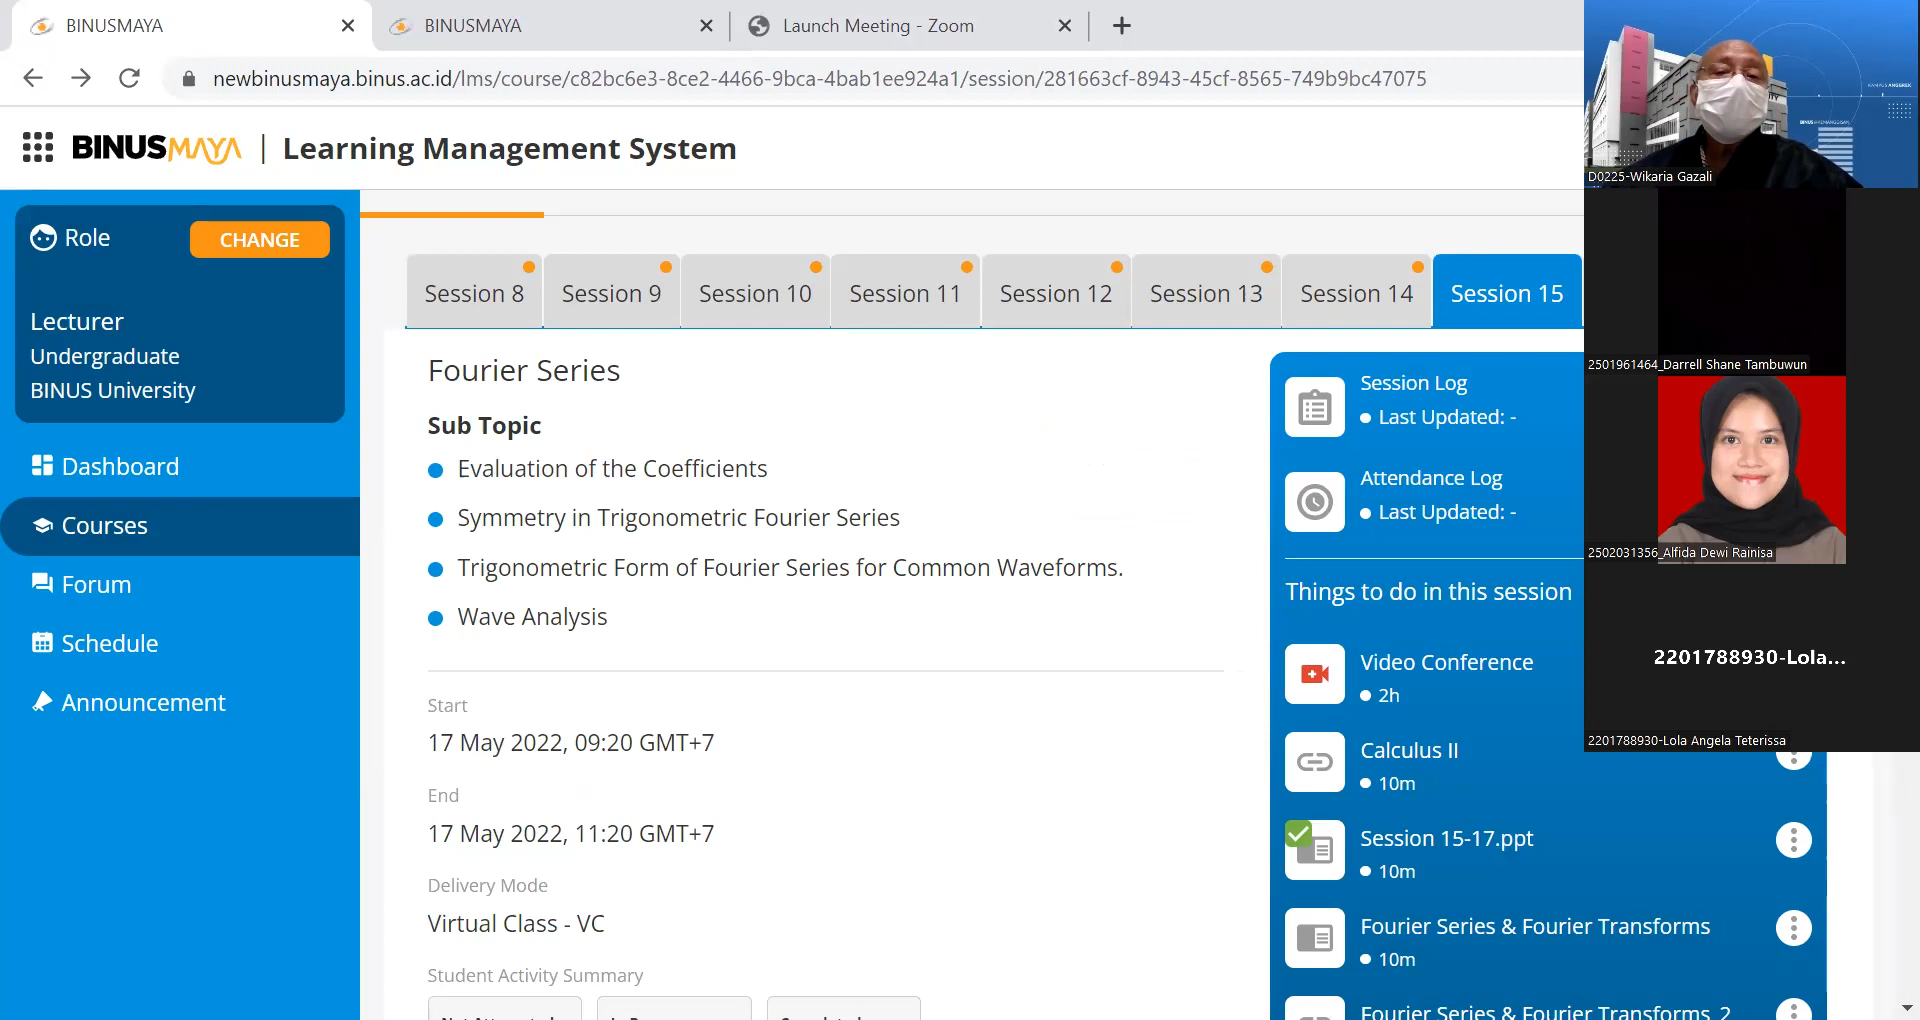 BINUSMAYA
BINUSMAYA
Launch Meeting - Zoom
newbinusmaya.binus.ac.id/lms/course/c82bc6e3-8ce2-4466-9bca-4bab1ee924a1/session/281663cf-8943-45cf-8565-749b9bc47075
BINUSMAYA | Learning Management System
Role
CHANGE
Lecturer
Undergraduate
BINUS University
Dashboard
Courses
Forum
Schedule
Announcement
Session 8
Session 9
Session 10
Session 11
Session 12
Session 13
Session 14
Session 15
Fourier Series
Sub Topic
Evaluation of the Coefficients
Symmetry in Trigonometric Fourier Series
Trigonometric Form of Fourier Series for Common Waveforms.
Wave Analysis
Start
17 May 2022, 09:20 GMT+7
End
17 May 2022, 11:20 GMT+7
Delivery Mode
Virtual Class - VC
Student Activity Summary
Session Log
Last Updated: -
Attendance Log
Last Updated: -
Things to do in this session
Video Conference
2h
Calculus II
10m
Session 15-17.ppt
10m
Fourier Series & Fourier Transforms
10m
Fourier Series & Fourier Transforms 2
KAMPUS ANGGREK
D0225-Wikaria Gazali
2501961464_Darrell Shane Tambuwun
2502031356_Alfida Dewi Rainisa
2201788930-Lola...
2201788930-Lola Angela Teterissa